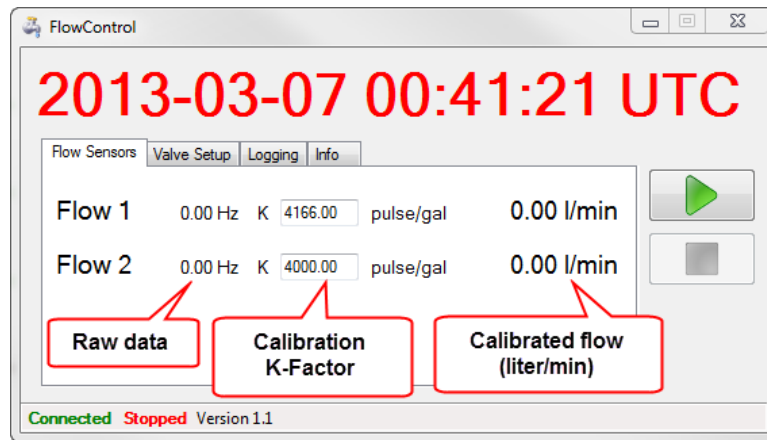 FlowControl
2013-03-07 00:41:21 UTC
Flow Sensors Valve Setup Logging Info
Flow 1 0.00 Hz K 4166.00 pulse/gal 0.00 l/min
Flow 2 0.00 Hz K 4000.00 pulse/gal 0.00 l/min
Raw data
Calibration
K-Factor
Calibrated flow
(liter/min)
Connected Stopped Version 1.1